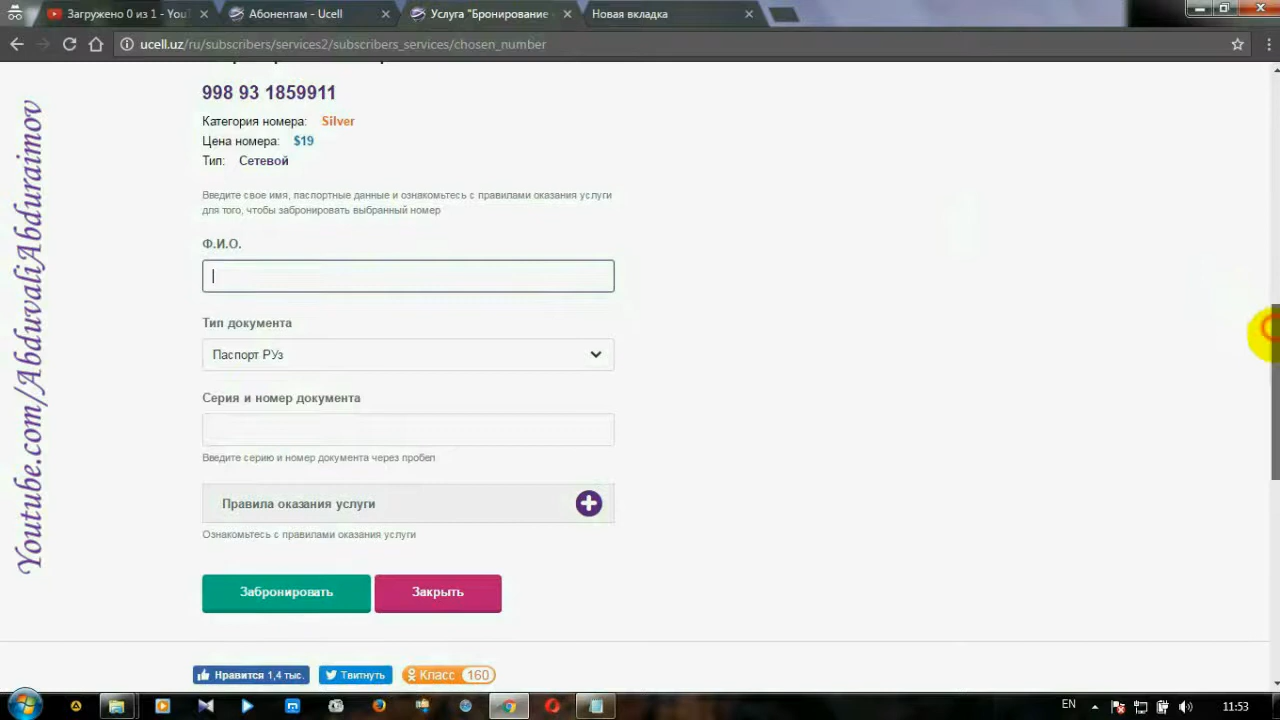 Загружено 0 из 1 - YouT
Абонентам - Ucell
Услуга "Бронирование
Новая вкладка
ucell.uz/ru/subscribers/services2/subscribers_services/chosen_number
998 93 1859911
Категория номера: Silver
Цена номера: $19
Тип: Сетевой
Введите свое имя, паспортные данные и ознакомьтесь с правилами оказания услуги
для того, чтобы забронировать выбранный номер
Ф.И.О.
Тип документа
Паспорт РУз
Серия и номер документа
Введите серию и номер документа через пробел
Правила оказания услуги
Ознакомьтесь с правилами оказания услуги
Забронировать
Закрыть
Нравится 1,4 тыс.
Твитнуть
Класс 160
Youtube.com/AbduvaliAbduraimov
EN
11:53